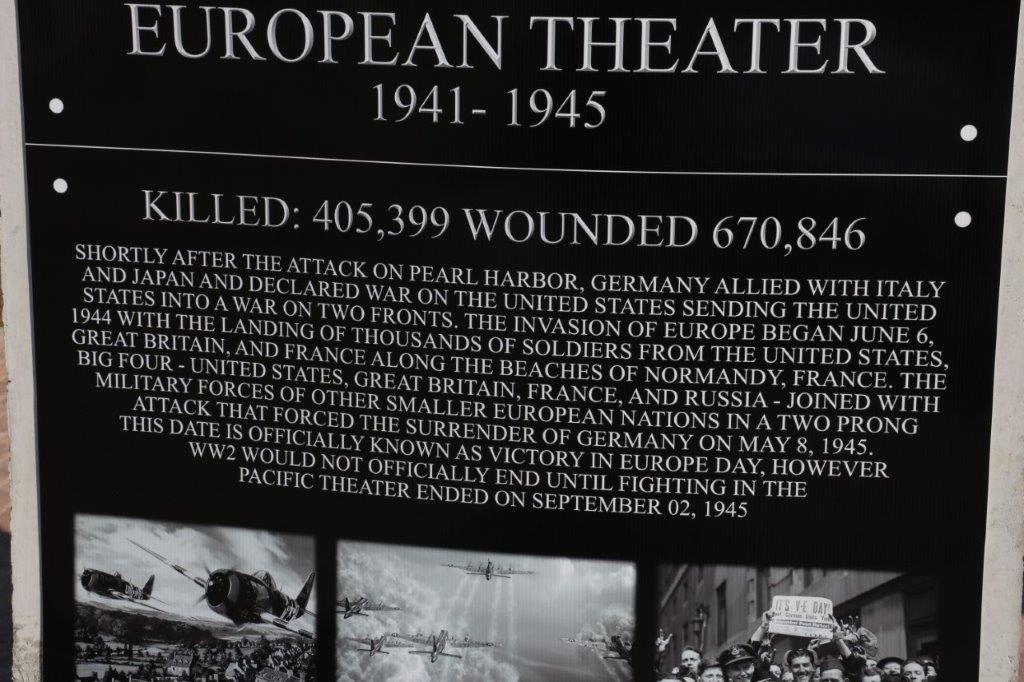 EUROPEAN THEATER
1941- 1945
KILLED: 405,399 WOUNDED 670,846
SHORTLY AFTER THE ATTACK ON PEARL HARBOR, GERMANY ALLIED WITH ITALY
AND JAPAN AND DECLARED WAR ON THE UNITED STATES SENDING THE UNITED
STATES INTO A WAR ON TWO FRONTS. THE INVASION OF EUROPE BEGAN JUNE 6,
1944 WITH THE LANDING OF THOUSANDS OF SOLDIERS FROM THE UNITED STATES,
GREAT BRITAIN, AND FRANCE ALONG THE BEACHES OF NORMANDY, FRANCE. THE
BIG FOUR - UNITED STATES, GREAT BRITAIN, FRANCE, AND RUSSIA - JOINED WITH
MILITARY FORCES OF OTHER SMALLER EUROPEAN NATIONS IN A TWO PRONG
ATTACK THAT FORCED THE SURRENDER OF GERMANY ON MAY 8, 1945.
THIS DATE IS OFFICIALLY KNOWN AS VICTORY IN EUROPE DAY, HOWEVER
WW2 WOULD NOT OFFICIALLY END UNTIL FIGHTING IN THE
PACIFIC THEATER ENDED ON SEPTEMBER 02, 1945
IT'S V-E DAY!